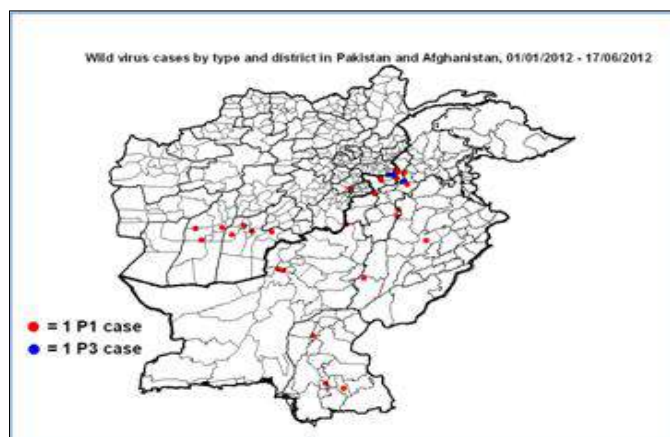 Wild virus cases by type and district in Pakistan and Afghanistan, 01/01/2012 - 17/06/2012
= 1 P1 case
= 1 P3 case